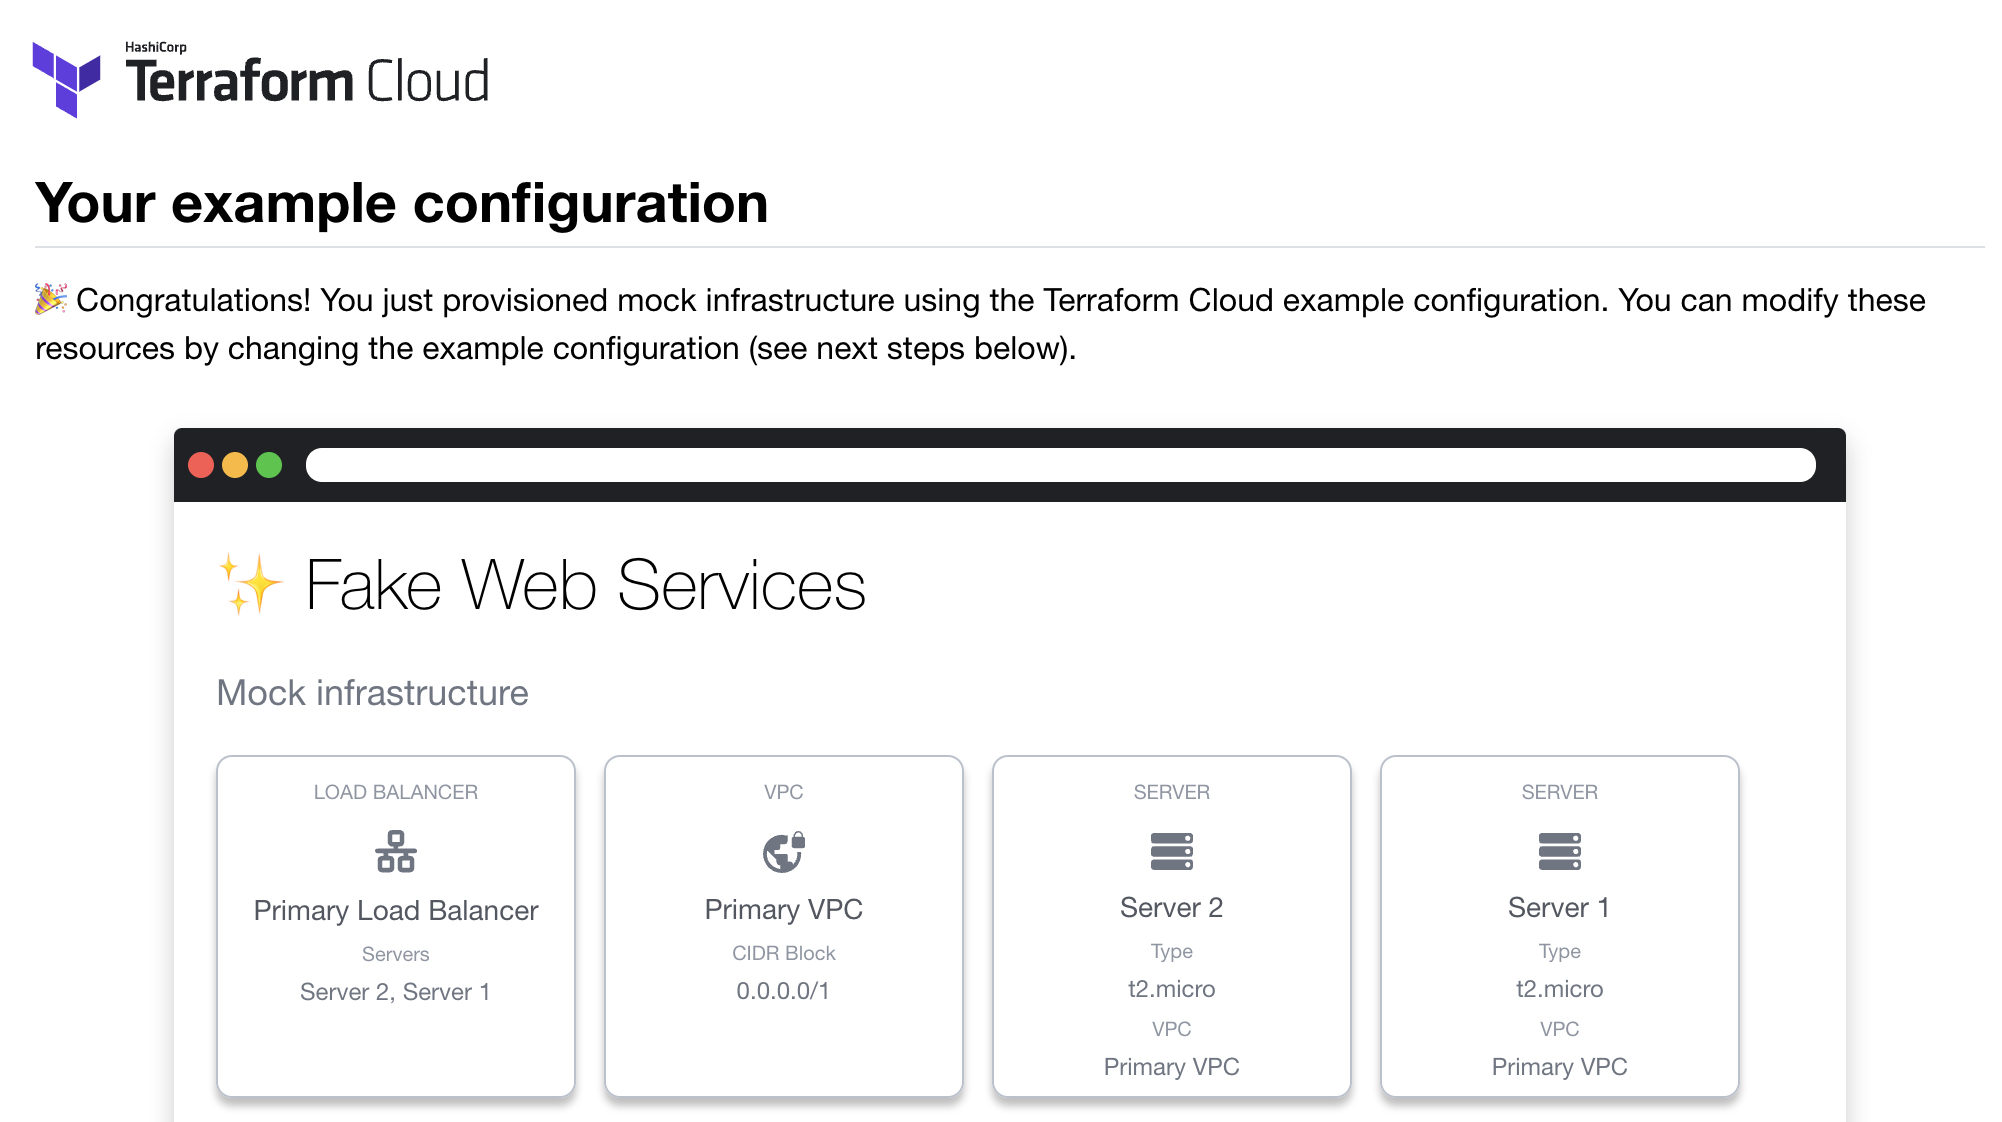 HashiCorp
Terraform Cloud
Your example configuration
🎉 Congratulations! You just provisioned mock infrastructure using the Terraform Cloud example configuration. You can modify these
resources by changing the example configuration (see next steps below).
✨ Fake Web Services
Mock infrastructure
LOAD BALANCER
Primary Load Balancer
Servers
Server 2, Server 1
VPC
Primary VPC
CIDR Block
0.0.0.0/1
SERVER
Server 2
Type
t2.micro
VPC
Primary VPC
SERVER
Server 1
Type
t2.micro
VPC
Primary VPC